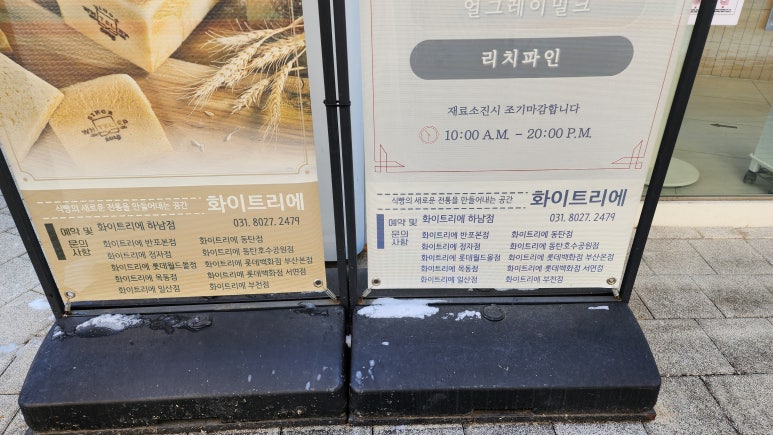 식빵의 새로운 전통을 만들어내는 공간 화이트리에
예약 및
문의
사항
화이트리에 하남점 031. 8027. 2479
화이트리에 반포본점 화이트리에 동탄점
화이트리에 정자점 화이트리에 동탄호수공원점
화이트리에 롯데월드몰점 화이트리에 롯데백화점 부산본점
화이트리에 목동점 화이트리에 롯데백화점 서면점
화이트리에 일산점 화이트리에 부전점
얼그레이밀크
리치파인
재료소진시 조기마감합니다
10:00 A.M. - 20:00 P.M.
식빵의 새로운 전통을 만들어내는 공간 화이트리에
예약 및
문의
사항
화이트리에 하남점 031. 8027. 2479
화이트리에 반포본점 화이트리에 동탄점
화이트리에 정자점 화이트리에 동탄호수공원점
화이트리에 롯데월드몰점 화이트리에 롯데백화점 부산본점
화이트리에 목동점 화이트리에 롯데백화점 서면점
화이트리에 일산점 화이트리에 부전점